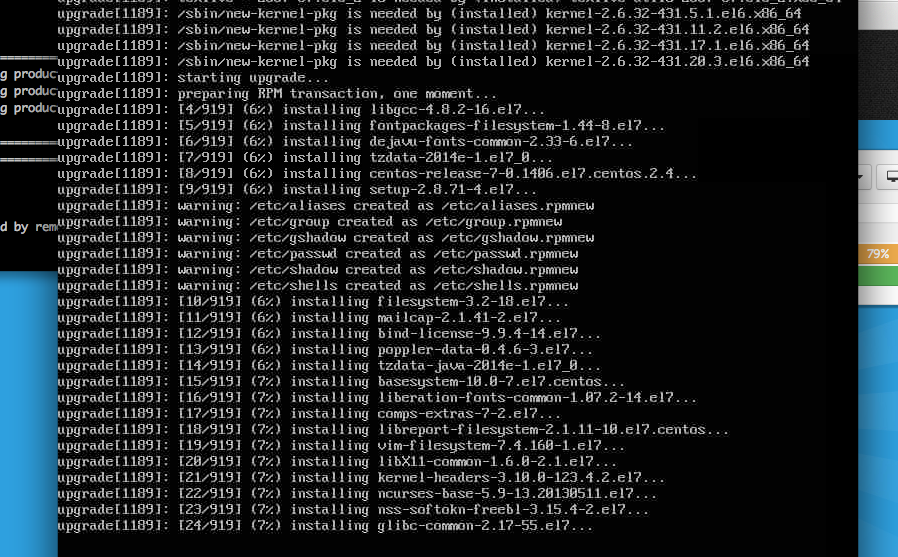 upgrade[1189]: /sbin/new-kernel-pkg is needed by (installed) kernel-2.6.32-431.5.1.el6.x86_64
upgrade[1189]: /sbin/new-kernel-pkg is needed by (installed) kernel-2.6.32-431.11.2.el6.x86_64
upgrade[1189]: /sbin/new-kernel-pkg is needed by (installed) kernel-2.6.32-431.17.1.el6.x86_64
upgrade[1189]: /sbin/new-kernel-pkg is needed by (installed) kernel-2.6.32-431.20.3.el6.x86_64
upgrade[1189]: starting upgrade...
upgrade[1189]: preparing RPM transaction, one moment...
upgrade[1189]: [4/919] (6%) installing libgcc-4.8.2-16.el7...
upgrade[1189]: [5/919] (6%) installing fontpackages-filesystem-1.44-8.el7...
upgrade[1189]: [6/919] (6%) installing dejavu-fonts-common-2.33-6.el7...
upgrade[1189]: [7/919] (6%) installing tzdata-2014e-1.el7_0...
upgrade[1189]: [8/919] (6%) installing centos-release-7-0.1406.el7.centos.2.4...
upgrade[1189]: [9/919] (6%) installing setup-2.8.71-4.el7...
upgrade[1189]: warning: /etc/aliases created as /etc/aliases.rpmnew
upgrade[1189]: warning: /etc/group created as /etc/group.rpmnew
upgrade[1189]: warning: /etc/gshadow created as /etc/gshadow.rpmnew
upgrade[1189]: warning: /etc/passwd created as /etc/passwd.rpmnew
upgrade[1189]: warning: /etc/shadow created as /etc/shadow.rpmnew
upgrade[1189]: warning: /etc/shells created as /etc/shells.rpmnew
upgrade[1189]: [10/919] (6%) installing filesystem-3.2-18.el7...
upgrade[1189]: [11/919] (6%) installing mailcap-2.1.41-2.el7...
upgrade[1189]: [12/919] (6%) installing bind-license-9.9.4-14.el7...
upgrade[1189]: [13/919] (6%) installing poppler-data-0.4.6-3.el7...
upgrade[1189]: [14/919] (6%) installing tzdata-java-2014e-1.el7_0...
upgrade[1189]: [15/919] (7%) installing basesystem-10.0-7.el7.centos...
upgrade[1189]: [16/919] (7%) installing liberation-fonts-common-1.07.2-14.el7...
upgrade[1189]: [17/919] (7%) installing comps-extras-7-2.el7...
upgrade[1189]: [18/919] (7%) installing libreport-filesystem-2.1.11-10.el7.centos...
upgrade[1189]: [19/919] (7%) installing vim-filesystem-7.4.160-1.el7...
upgrade[1189]: [20/919] (7%) installing libX11-common-1.6.0-2.1.el7...
upgrade[1189]: [21/919] (7%) installing kernel-headers-3.10.0-123.4.2.el7...
upgrade[1189]: [22/919] (7%) installing ncurses-base-5.9-13.20130511.el7...
upgrade[1189]: [23/919] (7%) installing nss-softokn-freebl-3.15.4-2.el7...
upgrade[1189]: [24/919] (7%) installing glibc-common-2.17-55.el7...
g produc
g produc
g produc
d by rem
79%